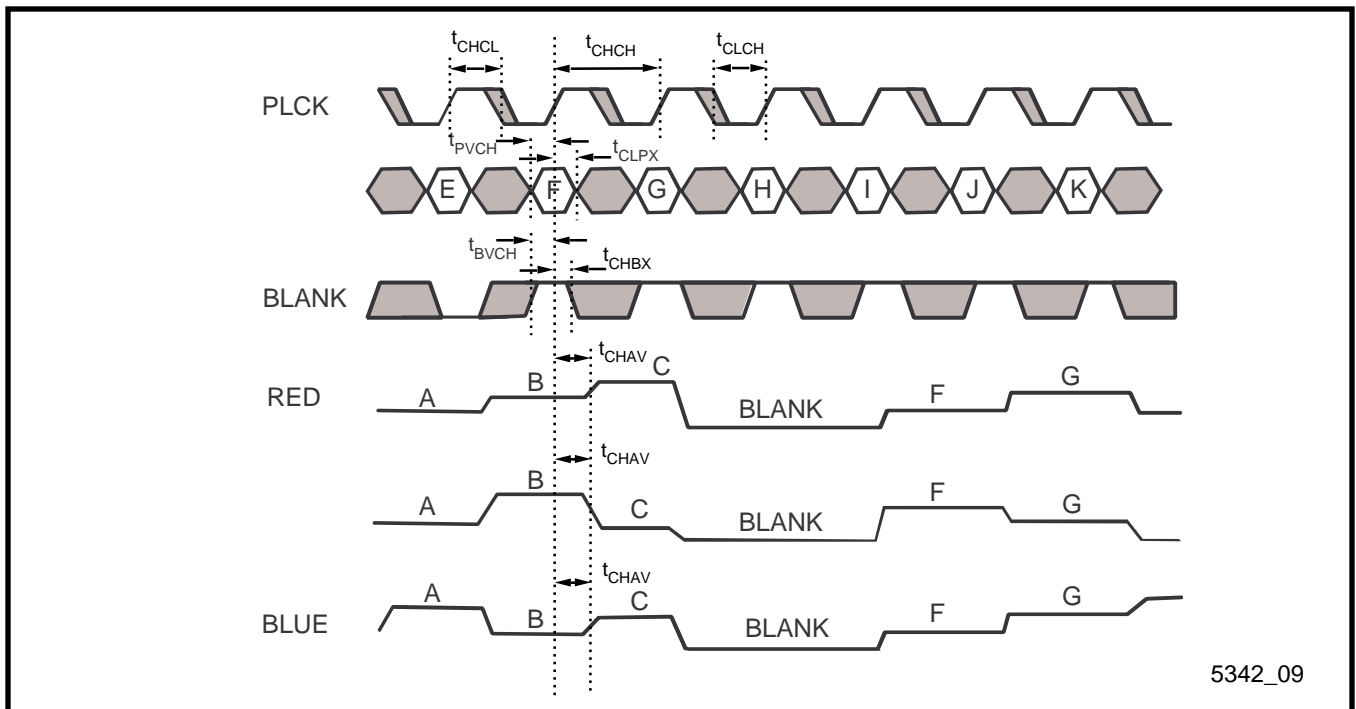 tCHCL
tCHCH
tCLCH
PLCK
tPVCH
tCLPX
E F G H I J K
tBVCH
tCHBX
BLANK
tCHAV
RED
A B C BLANK F G
tCHAV
A B C BLANK F G
tCHAV
BLUE
A B C BLANK F G
5342_09